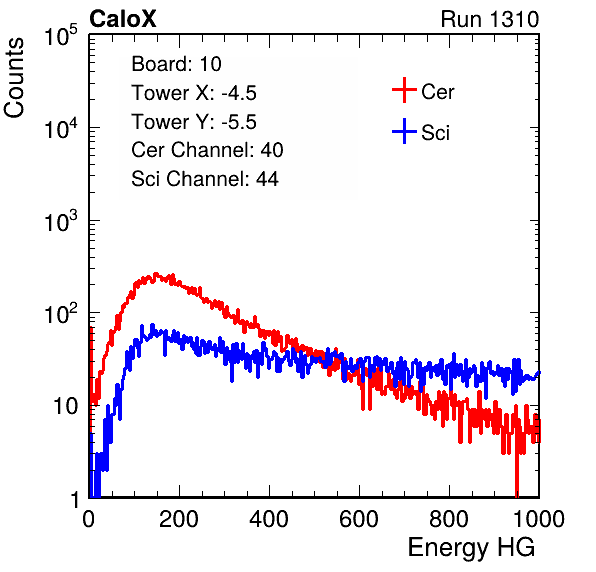 CaloX Run 1310
Counts
Board: 10
Tower X: -4.5
Tower Y: -5.5
Cer Channel: 40
Sci Channel: 44
Cer
Sci
10^5
10^4
10^3
10^2
10
1
0 200 400 600 800 1000
Energy HG